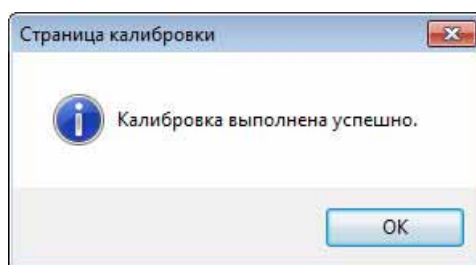 Страница калибровки
Калибровка выполнена успешно.
OK